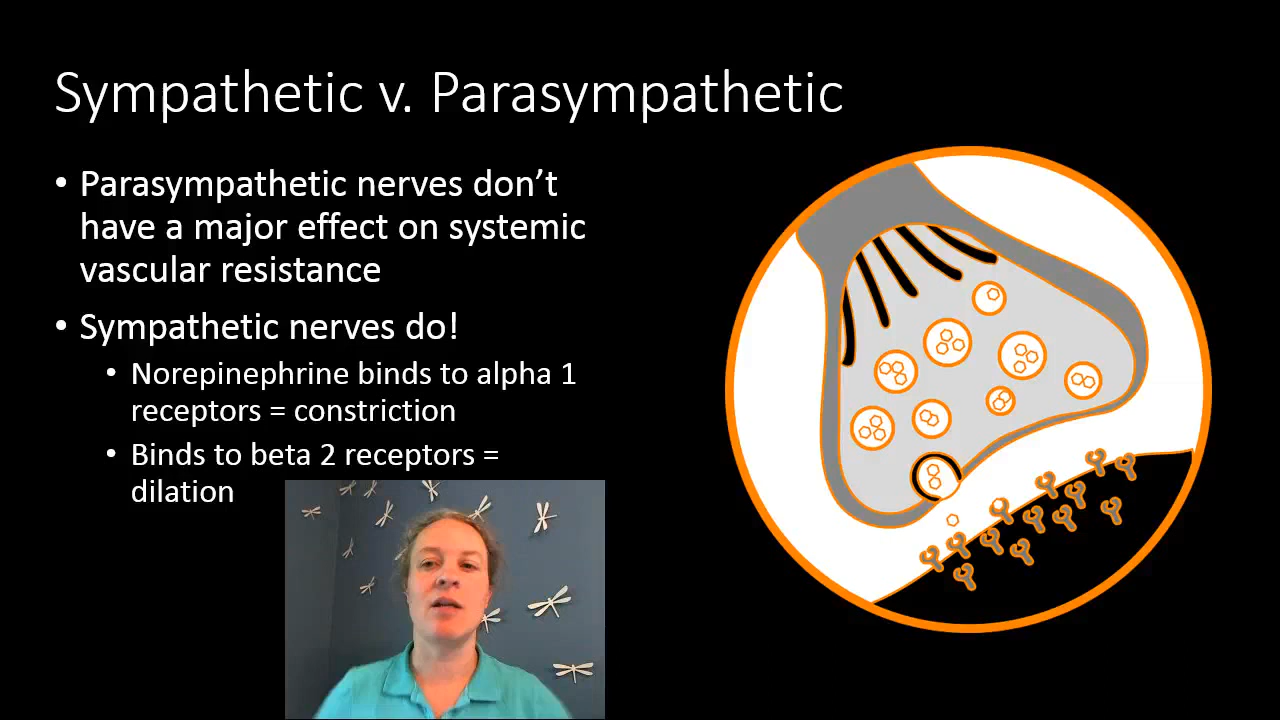 Sympathetic v. Parasympathetic
• Parasympathetic nerves don’t
have a major effect on systemic
vascular resistance
• Sympathetic nerves do!
• Norepinephrine binds to alpha 1
receptors = constriction
• Binds to beta 2 receptors =
dilation